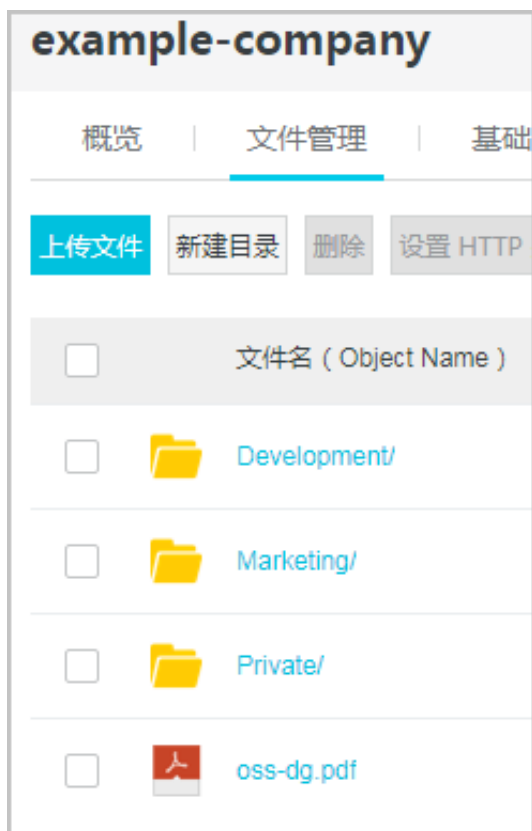 example-company
概览 文件管理 基础
上传文件 新建目录 删除 设置 HTTP
文件名（Object Name）
Development/
Marketing/
Private/
oss-dg.pdf